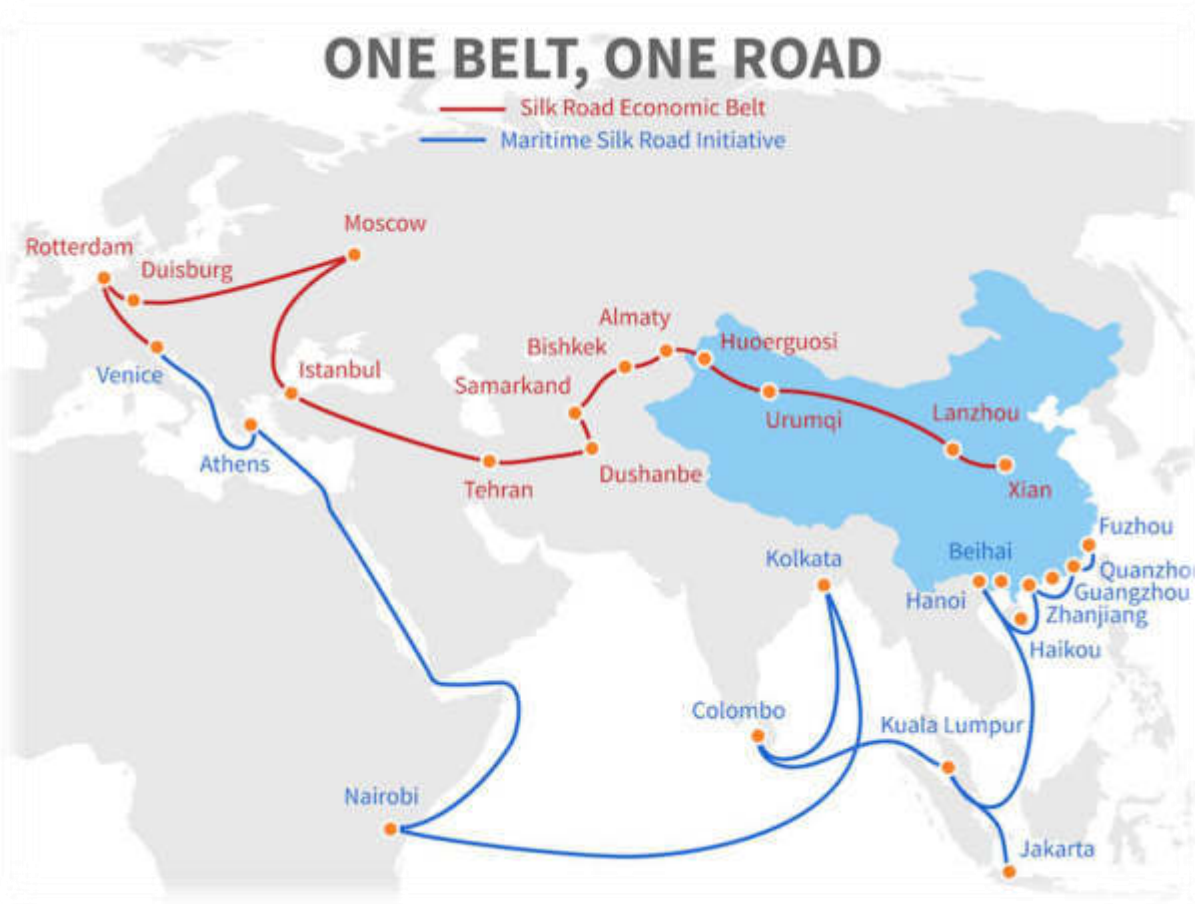 ONE BELT, ONE ROAD
Silk Road Economic Belt
Maritime Silk Road Initiative
Moscow
Rotterdam
Duisburg
Almaty
Huoerguosi
Bishkek
Venice
Istanbul
Samarkand
Urumqi
Lanzhou
Athens
Tehran
Dushanbe
Xian
Fuzhou
Kolkata
Beihai
Quanzhou
Hanoi
Guangzhou
Zhanjiang
Haikou
Colombo
Kuala Lumpur
Nairobi
Jakarta